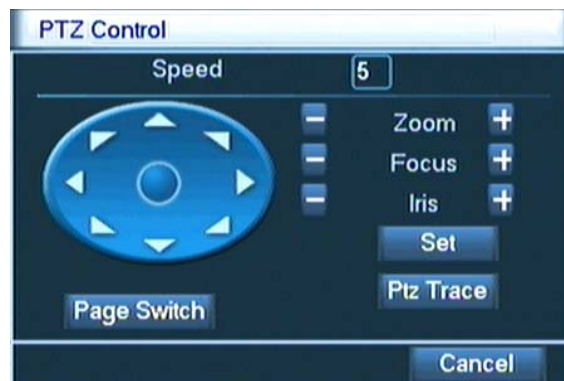 PTZ Control
Speed 5
- Zoom +
- Focus +
- Iris +
Set
Ptz Trace
Page Switch
Cancel